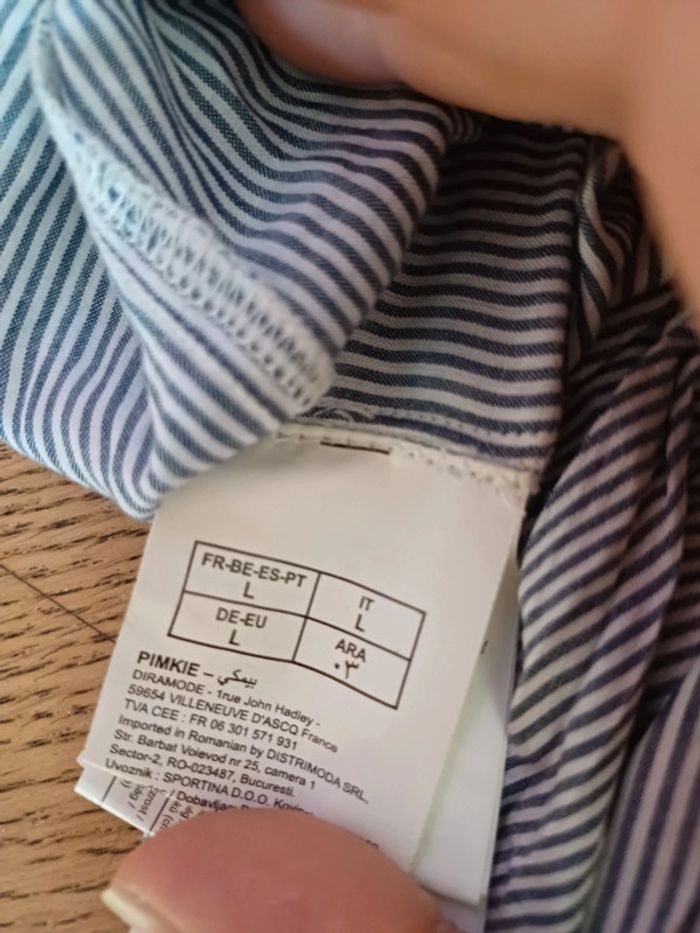 FR-BE-ES-PT
L
IT
L
DE-EU
L
ARA
٠٣
PIMKIE – بيمكي
DIRAMODE - 1rue John Hadley -
59654 VILLENEUVE D'ASCQ France
TVA CEE : FR 06 301 571 931
Imported in Romanian by DISTRIMODA SRL,
Str. Barbat Voievod nr 25, camera 1
Sector-2, RO-023487, Bucuresti.
Uvoznik : SPORTINA D.O.O.
/ Dobavljac